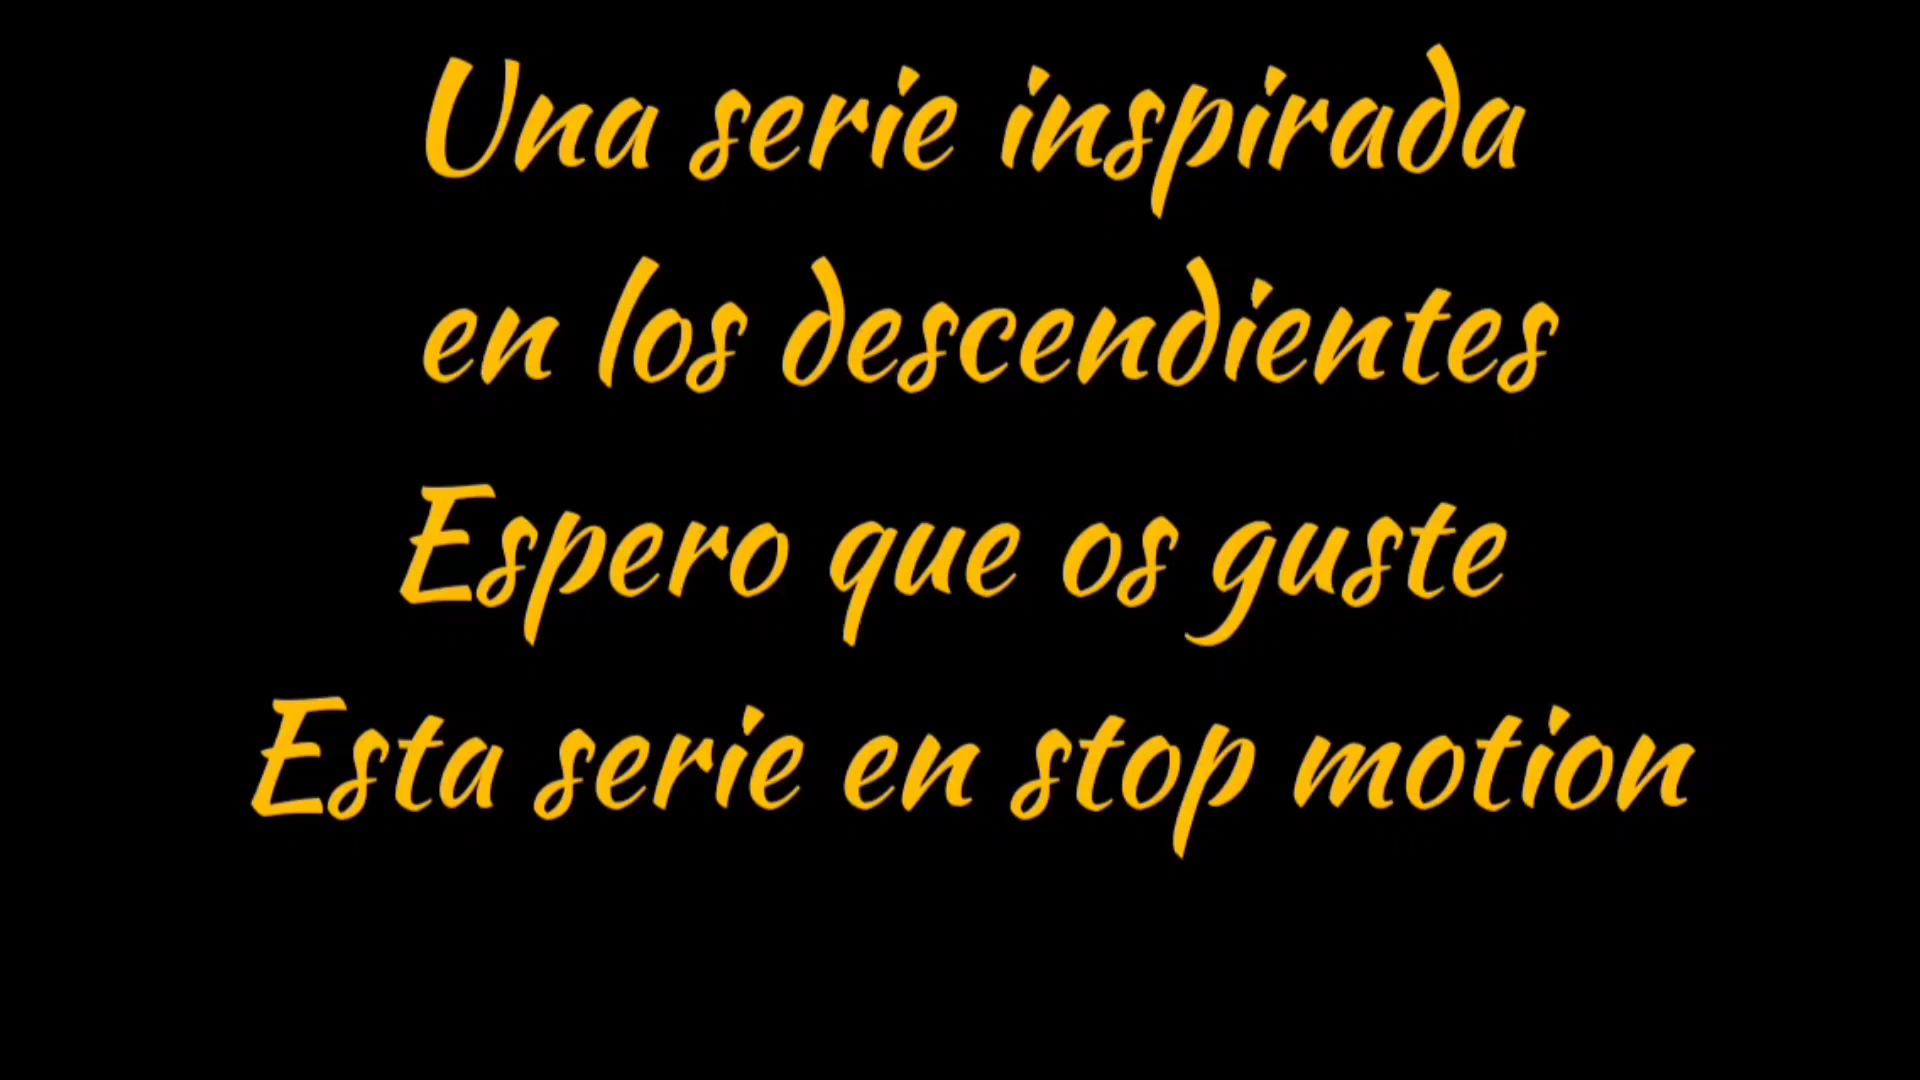 Una serie inspirada
en los descendientes
Espero que os guste
Esta serie en stop motion